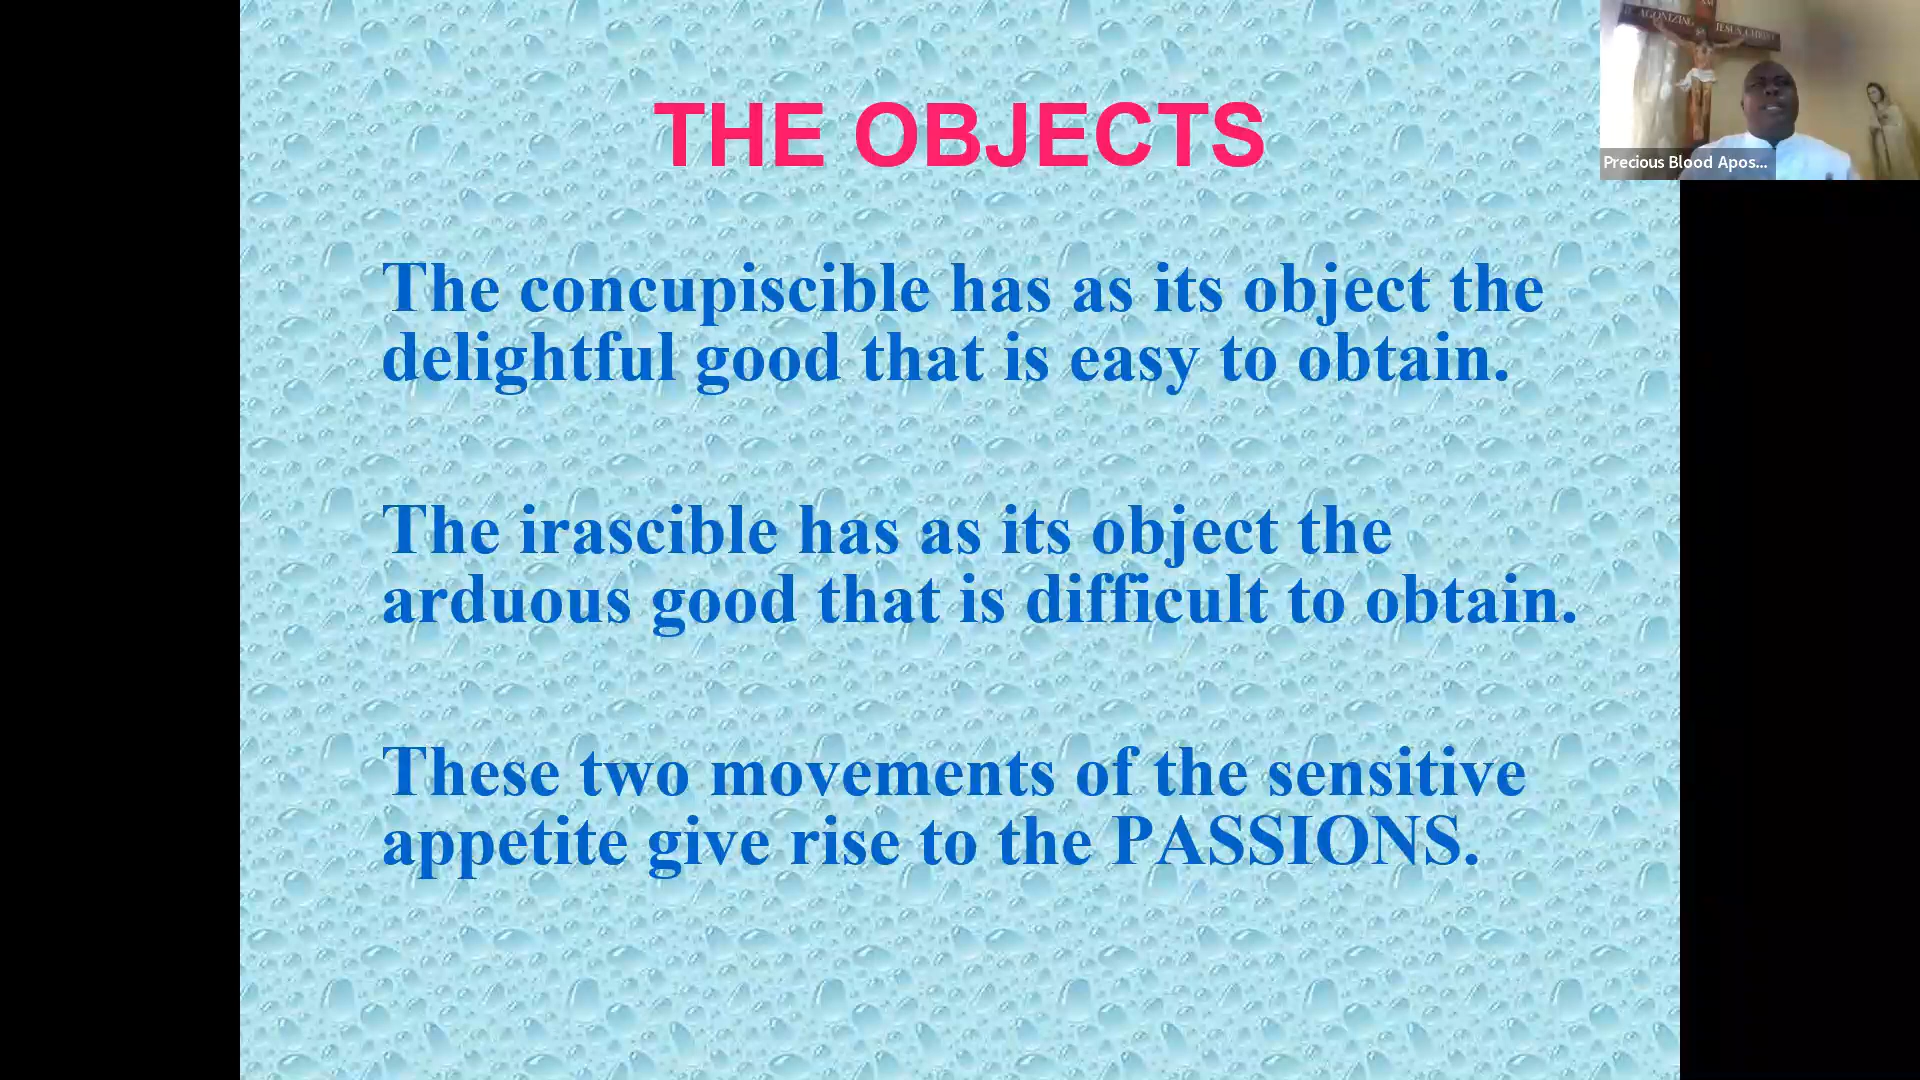 THE OBJECTS
The concupiscible has as its object the
delightful good that is easy to obtain.
The irascible has as its object the
arduous good that is difficult to obtain.
These two movements of the sensitive
appetite give rise to the PASSIONS.
AGONIZING JESUS CHRIST
Precious Blood Apos...